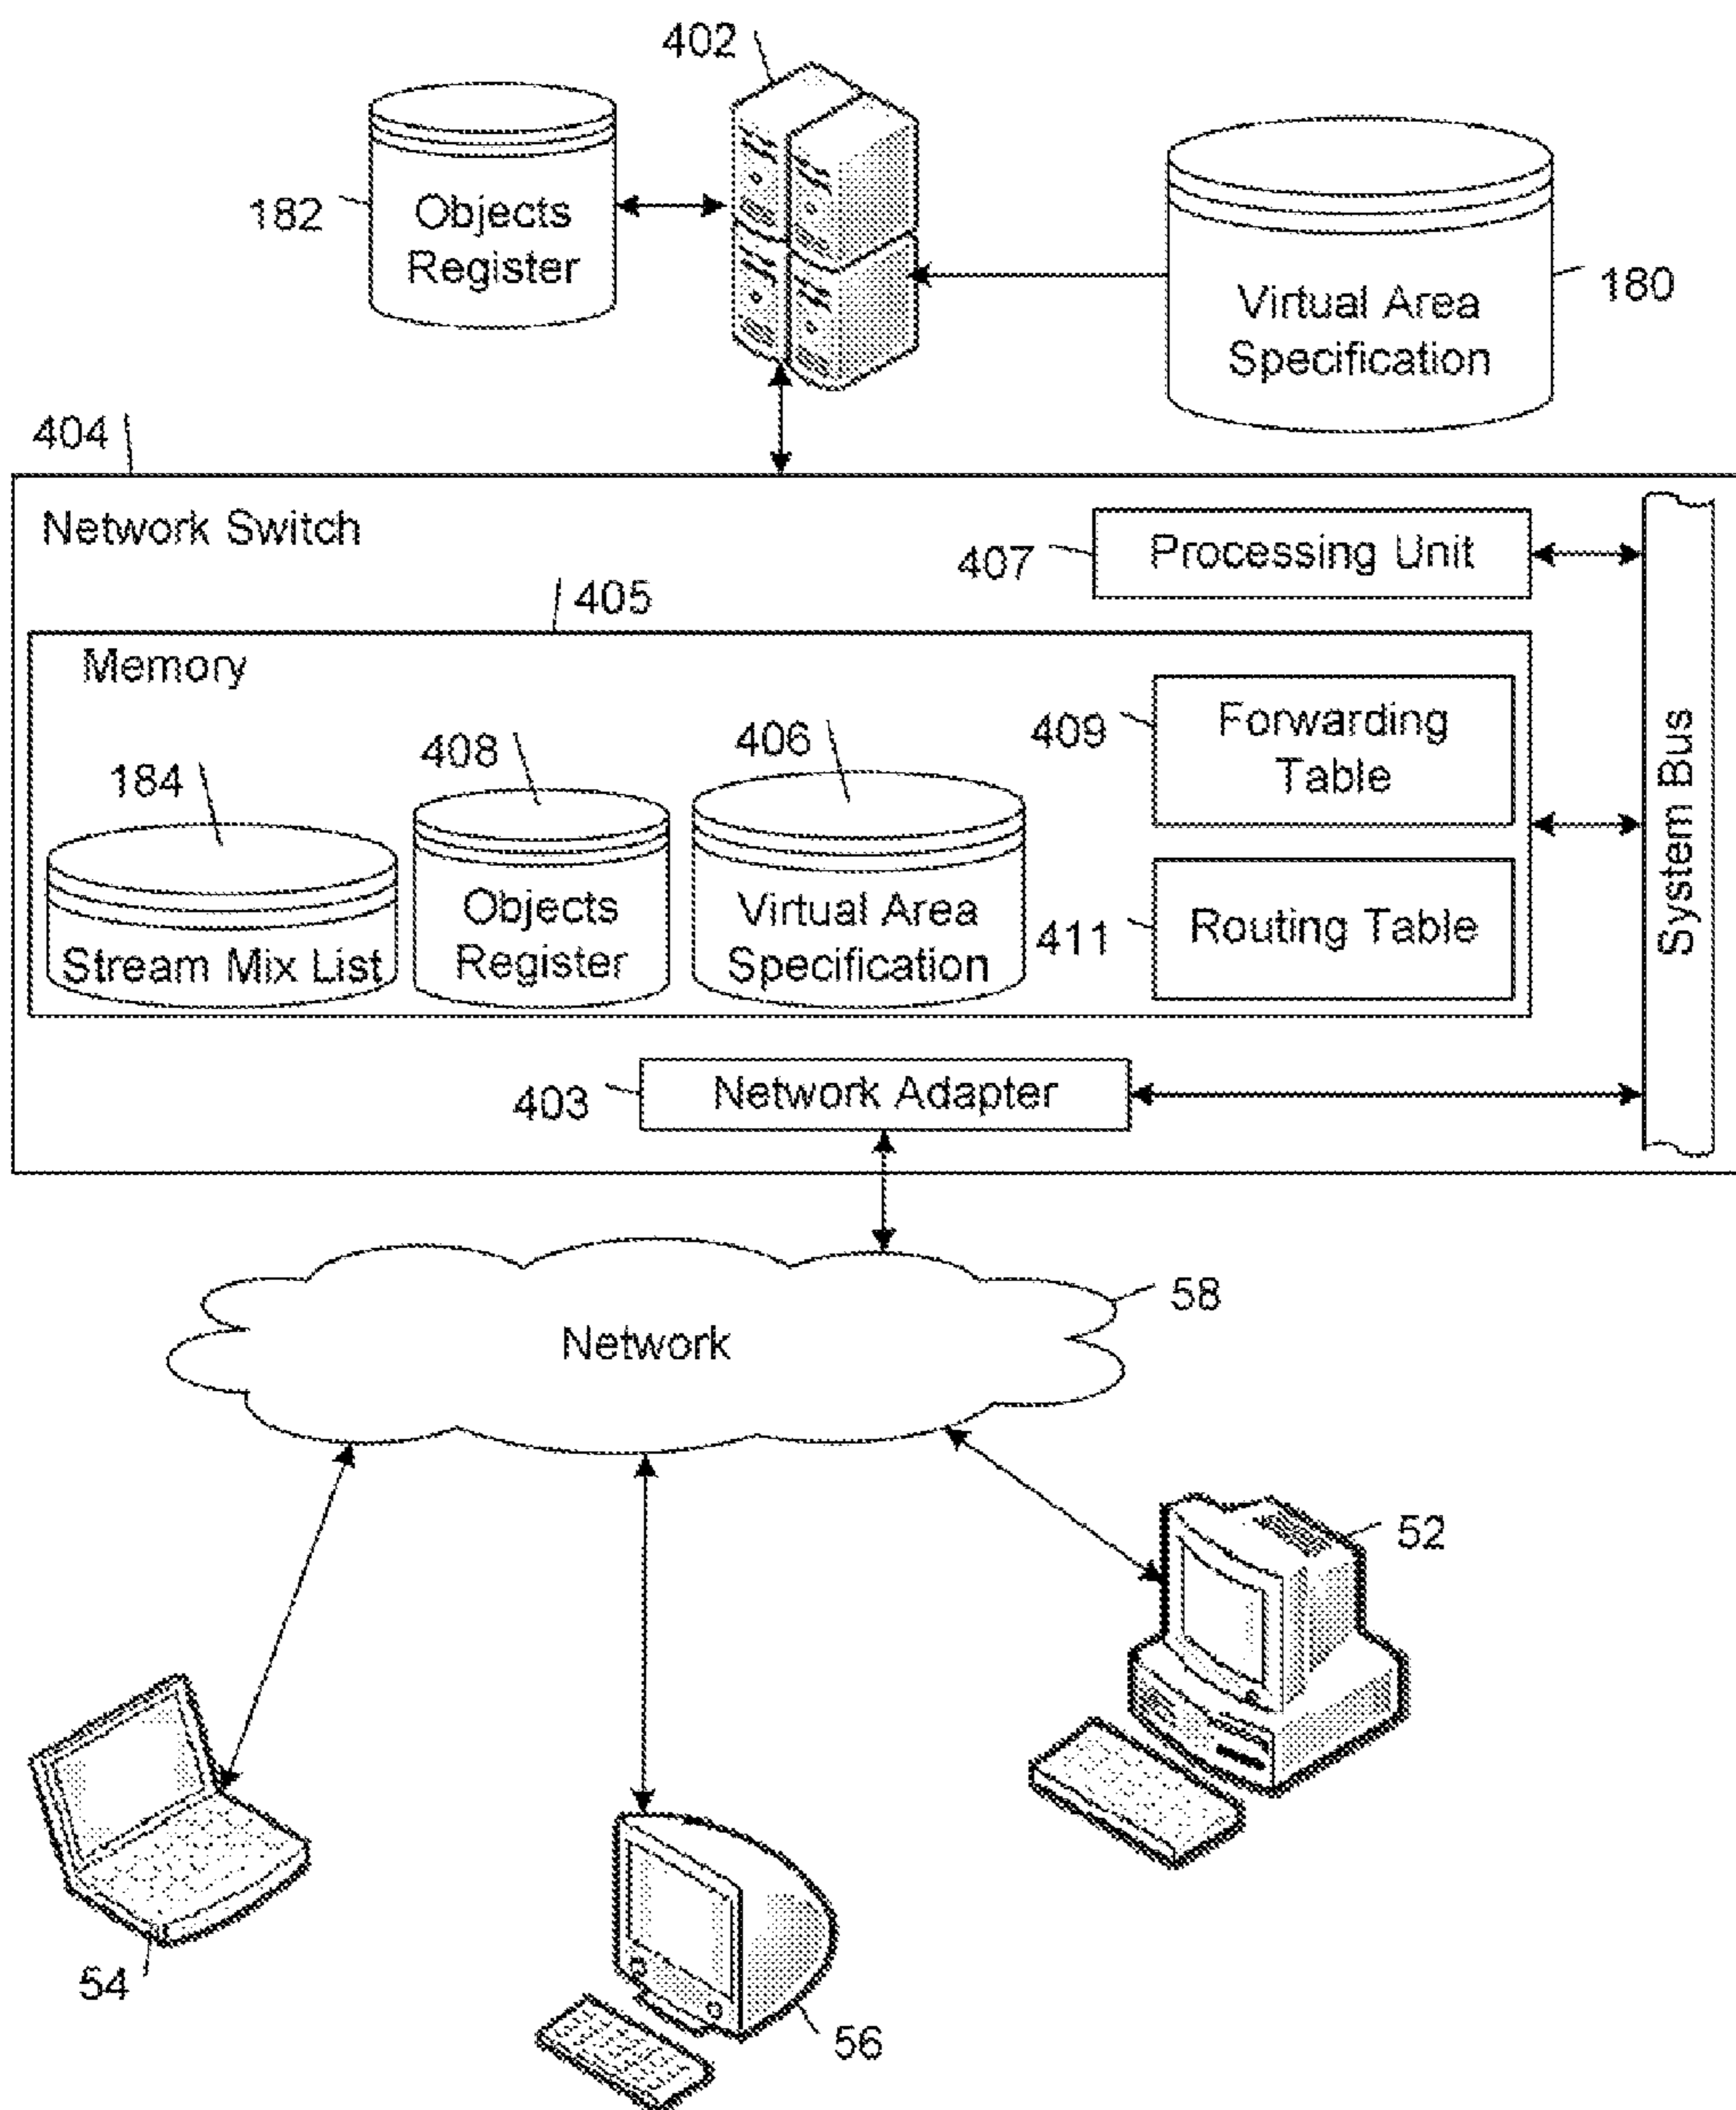 402
182
Objects
Register
Virtual Area
Specification
180
404
Network Switch
407
Processing Unit
405
Memory
409
Forwarding
Table
184
408
406
Stream Mix List
Objects
Register
Virtual Area
Specification
411
Routing Table
System Bus
403
Network Adapter
58
Network
52
54
56